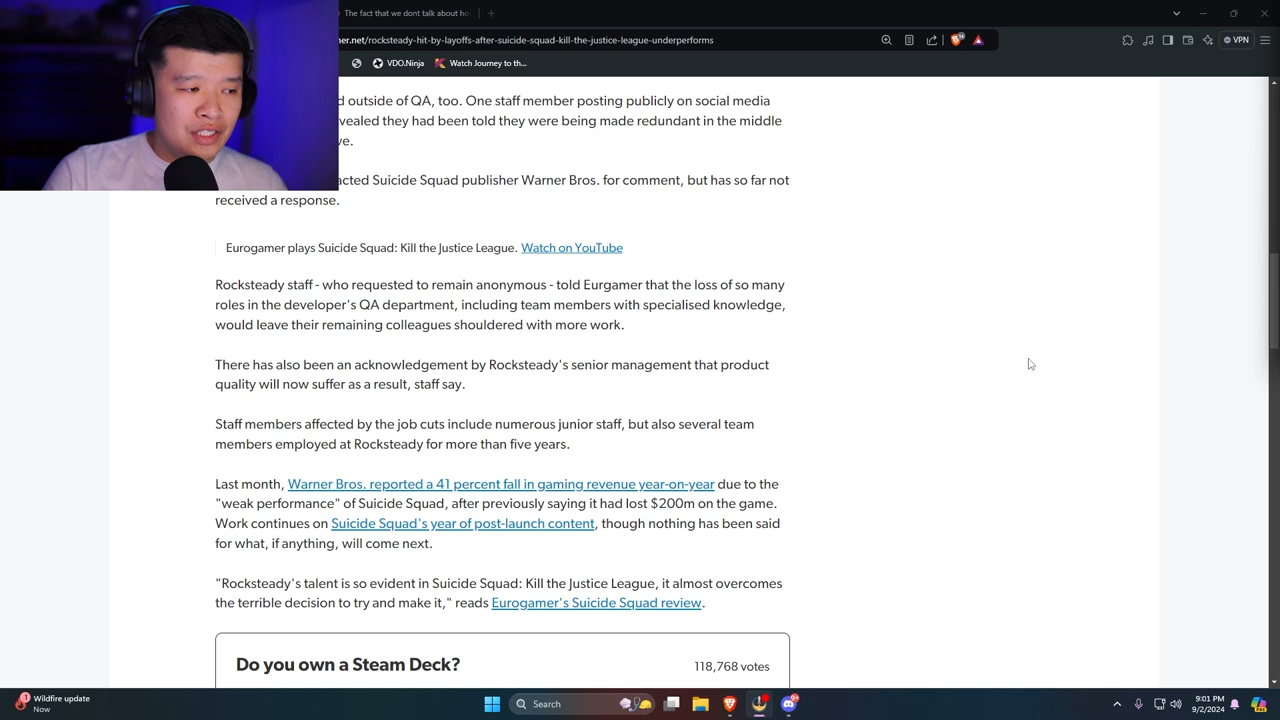 The fact that we dont talk about ho
ner.net/rocksteady-hit-by-layoffs-after-suicide-squad-kill-the-justice-league-underperforms
VPN
VDO.Ninja
Watch Journey to th...
d outside of QA, too. One staff member posting publicly on social media
vealed they had been told they were being made redundant in the middle
ve.
acted Suicide Squad publisher Warner Bros. for comment, but has so far not
received a response.
Eurogamer plays Suicide Squad: Kill the Justice League. Watch on YouTube
Rocksteady staff - who requested to remain anonymous - told Eurgamer that the loss of so many
roles in the developer's QA department, including team members with specialised knowledge,
would leave their remaining colleagues shouldered with more work.
There has also been an acknowledgement by Rocksteady's senior management that product
quality will now suffer as a result, staff say.
Staff members affected by the job cuts include numerous junior staff, but also several team
members employed at Rocksteady for more than five years.
Last month, Warner Bros. reported a 41 percent fall in gaming revenue year-on-year due to the
"weak performance" of Suicide Squad, after previously saying it had lost $200m on the game.
Work continues on Suicide Squad's year of post-launch content, though nothing has been said
for what, if anything, will come next.
"Rocksteady's talent is so evident in Suicide Squad: Kill the Justice League, it almost overcomes
the terrible decision to try and make it," reads Eurogamer's Suicide Squad review.
Do you own a Steam Deck?
118,768 votes
1
Wildfire update
Now
Search
9:01 PM
9/2/2024